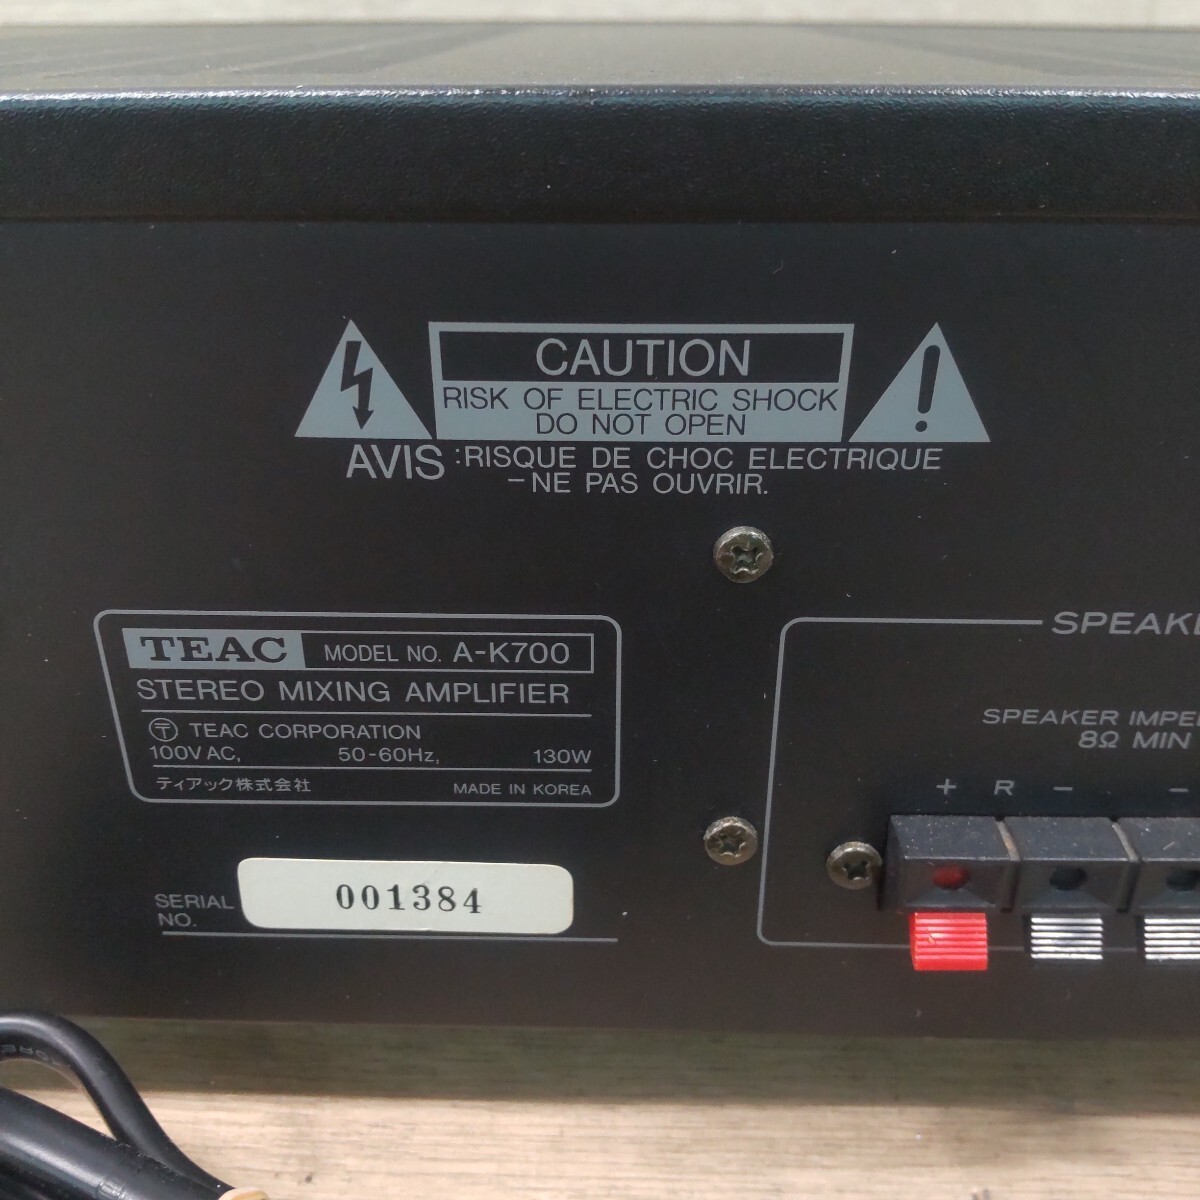 CAUTION
RISK OF ELECTRIC SHOCK
DO NOT OPEN
AVIS :RISQUE DE CHOC ELECTRIQUE
-NE PAS OUVRIR.
TEAC MODEL NO. A-K700
STEREO MIXING AMPLIFIER
〒 TEAC CORPORATION
100V AC, 50-60Hz, 130W
ティアック株式会社 MADE IN KOREA
SERIAL
NO.
001384
SPEAKE
SPEAKER IMPE
8Ω MIN
+ R − −